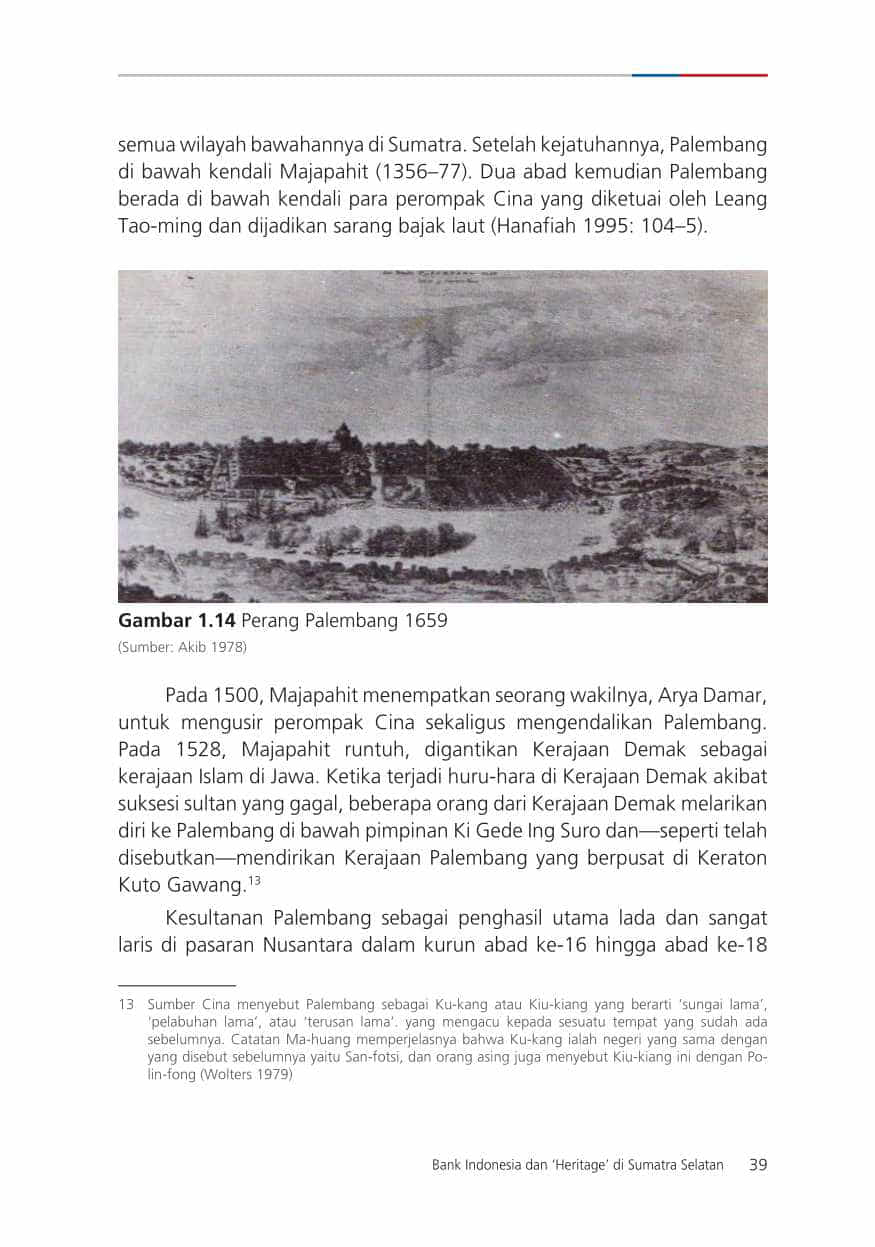 semua wilayah bawahannya di Sumatra. Setelah kejatuhannya, Palembang
di bawah kendali Majapahit (1356–77). Dua abad kemudian Palembang
berada di bawah kendali para perompak Cina yang diketuai oleh Leang
Tao-ming dan dijadikan sarang bajak laut (Hanafiah 1995: 104–5).
Gambar 1.14 Perang Palembang 1659
(Sumber: Akib 1978)
Pada 1500, Majapahit menempatkan seorang wakilnya, Arya Damar,
untuk mengusir perompak Cina sekaligus mengendalikan Palembang.
Pada 1528, Majapahit runtuh, digantikan Kerajaan Demak sebagai
kerajaan Islam di Jawa. Ketika terjadi huru-hara di Kerajaan Demak akibat
suksesi sultan yang gagal, beberapa orang dari Kerajaan Demak melarikan
diri ke Palembang di bawah pimpinan Ki Gede Ing Suro dan—seperti telah
disebutkan—mendirikan Kerajaan Palembang yang berpusat di Keraton
Kuto Gawang.13
Kesultanan Palembang sebagai penghasil utama lada dan sangat
laris di pasaran Nusantara dalam kurun abad ke-16 hingga abad ke-18
13 Sumber Cina menyebut Palembang sebagai Ku-kang atau Kiu-kiang yang berarti ‘sungai lama’,
‘pelabuhan lama’, atau ‘terusan lama’. yang mengacu kepada sesuatu tempat yang sudah ada
sebelumnya. Catatan Ma-huang memperjelasnya bahwa Ku-kang ialah negeri yang sama dengan
yang disebut sebelumnya yaitu San-fotsi, dan orang asing juga menyebut Kiu-kiang ini dengan Po-
lin-fong (Wolters 1979)
Bank Indonesia dan ‘Heritage’ di Sumatra Selatan 39